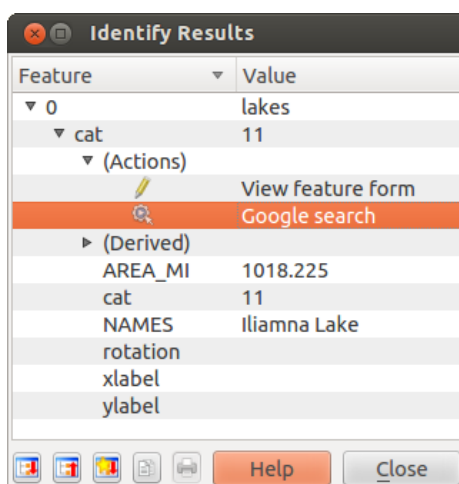 Identify Results
Feature Value
0 lakes
cat 11
(Actions)
View feature form
Google search
(Derived)
AREA_MI 1018.225
cat 11
NAMES Iliamna Lake
rotation
xlabel
ylabel
Help Close